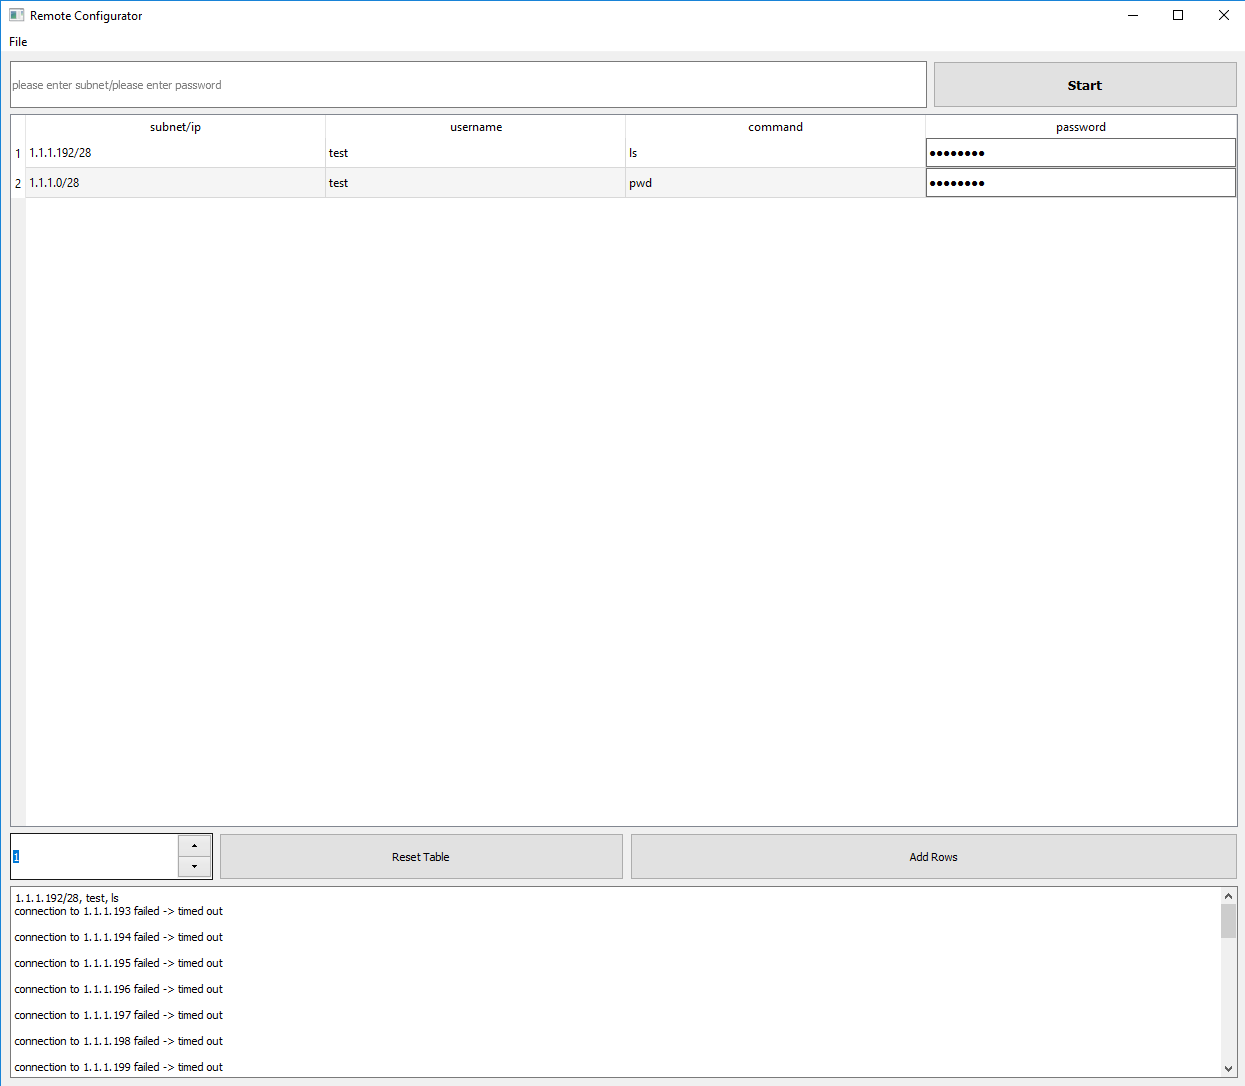 Remote Configurator
File
please enter subnet/please enter password
Start
subnet/ip username command password
1 1.1.1.192/28 test ls ●●●●●●●●
2 1.1.1.0/28 test pwd ●●●●●●●●
1
Reset Table
Add Rows
1.1.1.192/28, test, ls
connection to 1.1.1.193 failed -> timed out
connection to 1.1.1.194 failed -> timed out
connection to 1.1.1.195 failed -> timed out
connection to 1.1.1.196 failed -> timed out
connection to 1.1.1.197 failed -> timed out
connection to 1.1.1.198 failed -> timed out
connection to 1.1.1.199 failed -> timed out